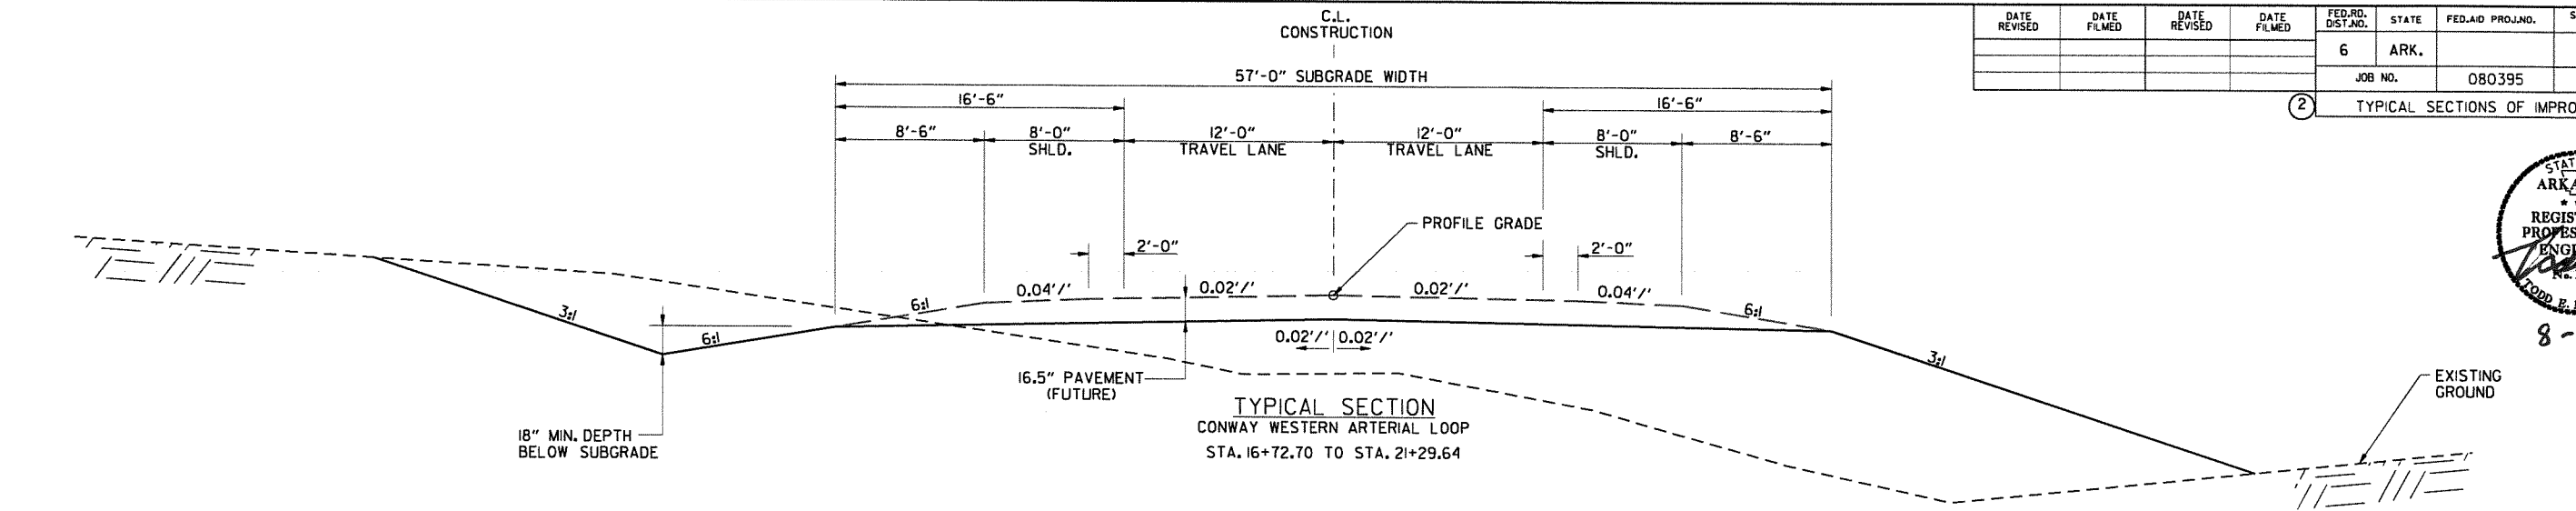 C.L.
CONSTRUCTION
DATE REVISED
DATE FILMED
DATE REVISED
DATE FILMED
FED.RD. DIST.NO.
STATE
FED.AID PROJ.NO.
6
ARK.
JOB NO.
080395
2
TYPICAL SECTIONS OF
57'-0" SUBGRADE WIDTH
16'-6"
16'-6"
8'-6"
8'-0"
SHLD.
12'-0"
TRAVEL LANE
12'-0"
TRAVEL LANE
8'-0"
SHLD.
8'-6"
PROFILE GRADE
2'-0"
2'-0"
3:1
6:1
6:1
0.04'/'
0.02'/'
0.02'/'
0.04'/'
6:1
3:1
0.02'/'
0.02'/'
16.5" PAVEMENT
(FUTURE)
18" MIN. DEPTH
BELOW SUBGRADE
TYPICAL SECTION
CONWAY WESTERN ARTERIAL LOOP
STA. 16+72.70 TO STA. 21+29.64
EXISTING
GROUND
TODD E.
8-